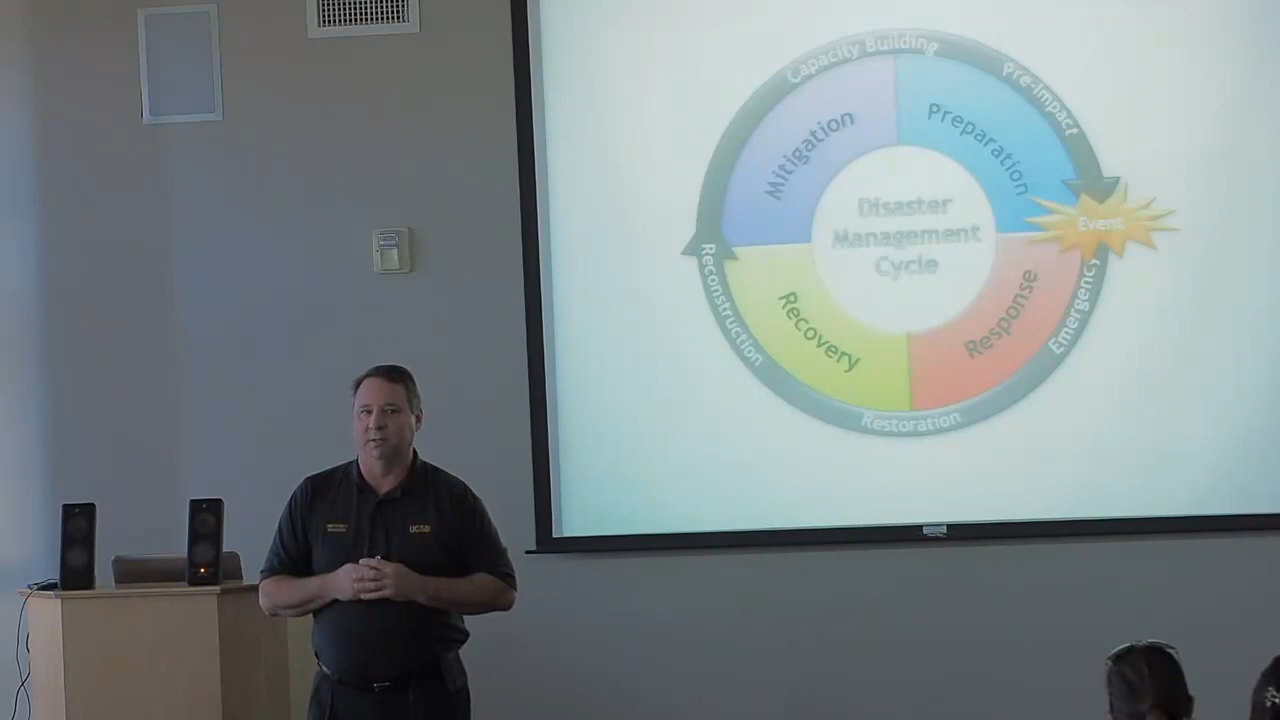 Capacity Building
Pre-Impact
Mitigation
Preparation
Disaster
Management
Cycle
Event
Reconstruction
Recovery
Response
Emergency
Restoration
UCSD